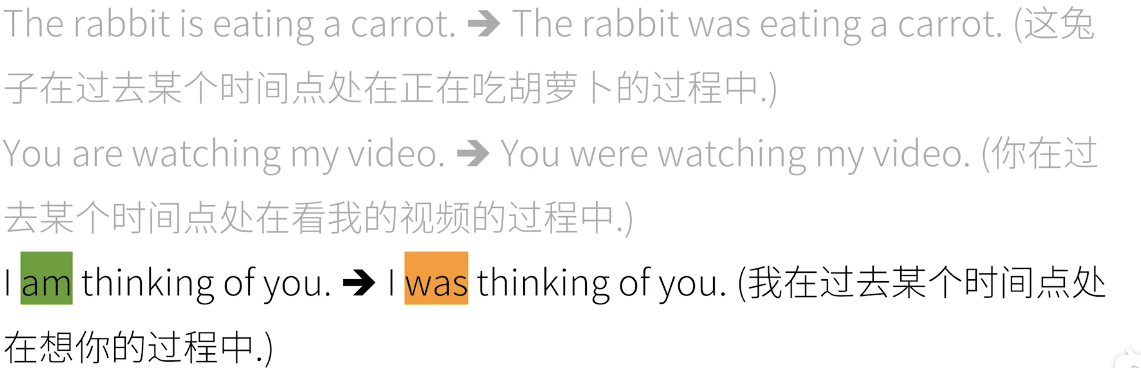 The rabbit is eating a carrot. ➔ The rabbit was eating a carrot. (这兔
子在过去某个时间点处在正在吃胡萝卜的过程中.)
You are watching my video. ➔ You were watching my video. (你在过
去某个时间点处在看我的视频的过程中.)
I am thinking of you. ➔ I was thinking of you. (我在过去某个时间点处
在想你的过程中.)